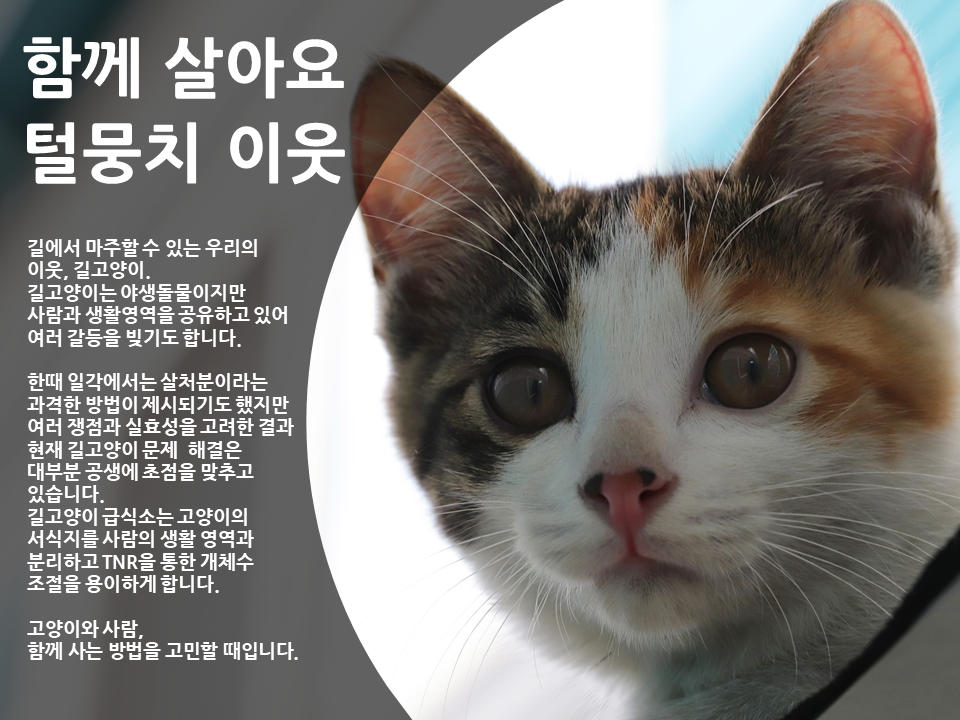 함께 살아요
털뭉치 이웃
길에서 마주할 수 있는 우리의
이웃, 길고양이.
길고양이는 야생돌물이지만
사람과 생활영역을 공유하고 있어
여러 갈등을 빚기도 합니다.
한때 일각에서는 살처분이라는
과격한 방법이 제시되기도 했지만
여러 쟁점과 실효성을 고려한 결과
현재 길고양이 문제 해결은
대부분 공생에 초점을 맞추고
있습니다.
길고양이 급식소는 고양이의
서식지를 사람의 생활 영역과
분리하고 TNR을 통한 개체수
조절을 용이하게 합니다.
고양이와 사람,
함께 사는 방법을 고민할 때입니다.